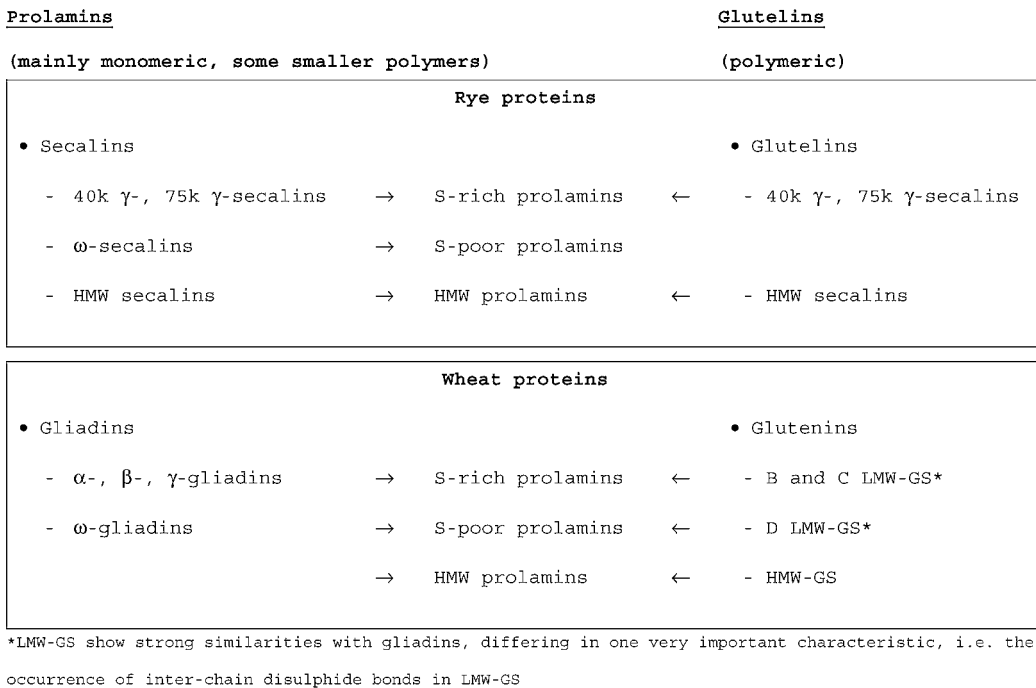 Prolamins Glutelins
(mainly monomeric, some smaller polymers) (polymeric)
Rye proteins
• Secalins • Glutelins
- 40k γ-, 75k γ-secalins → S-rich prolamins ← - 40k γ-, 75k γ-secalins
- ω-secalins → S-poor prolamins
- HMW secalins → HMW prolamins ← - HMW secalins
Wheat proteins
• Gliadins • Glutenins
- α-, β-, γ-gliadins → S-rich prolamins ← - B and C LMW-GS*
- ω-gliadins → S-poor prolamins ← - D LMW-GS*
→ HMW prolamins ← - HMW-GS
*LMW-GS show strong similarities with gliadins, differing in one very important characteristic, i.e. the
occurrence of inter-chain disulphide bonds in LMW-GS